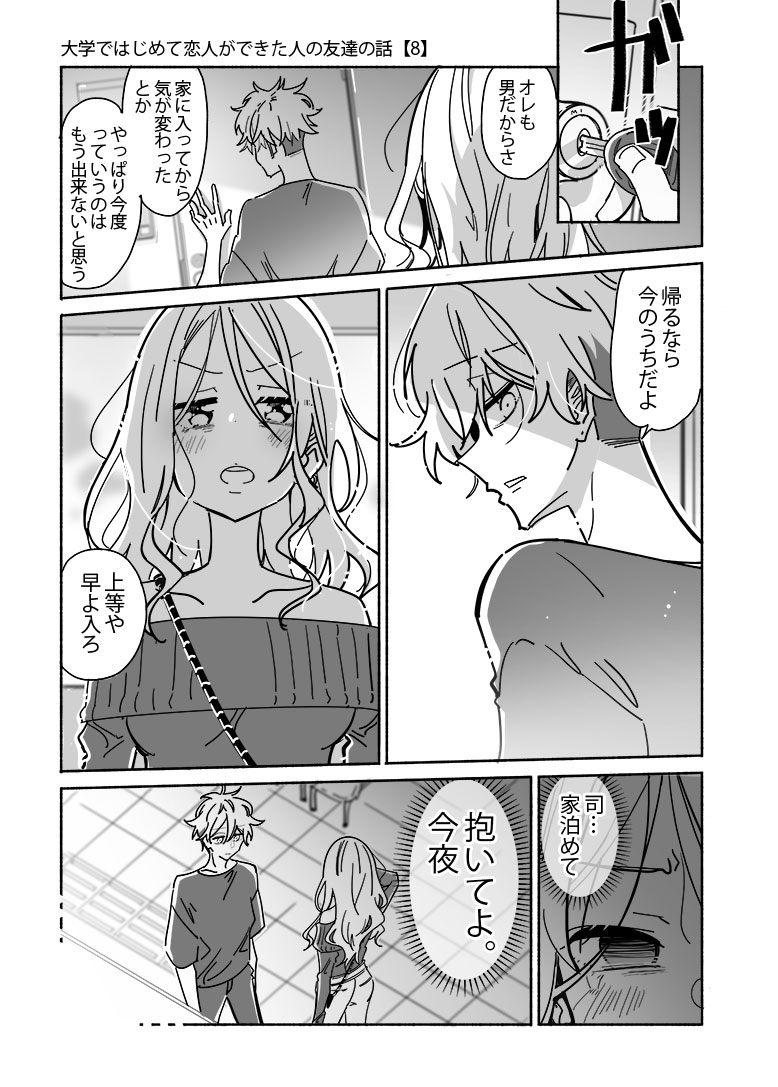 大学ではじめて恋人ができた人の友達の話【8】
ガッ
MI
オレも
男だからさ
家に入ってから
気が変わった
とか
やっぱり今度
っていうのは
もう出来ないと思う
帰るなら
今のうちだよ
上等や
早よ入ろ
司…
家泊めて
抱いてよ。
今夜